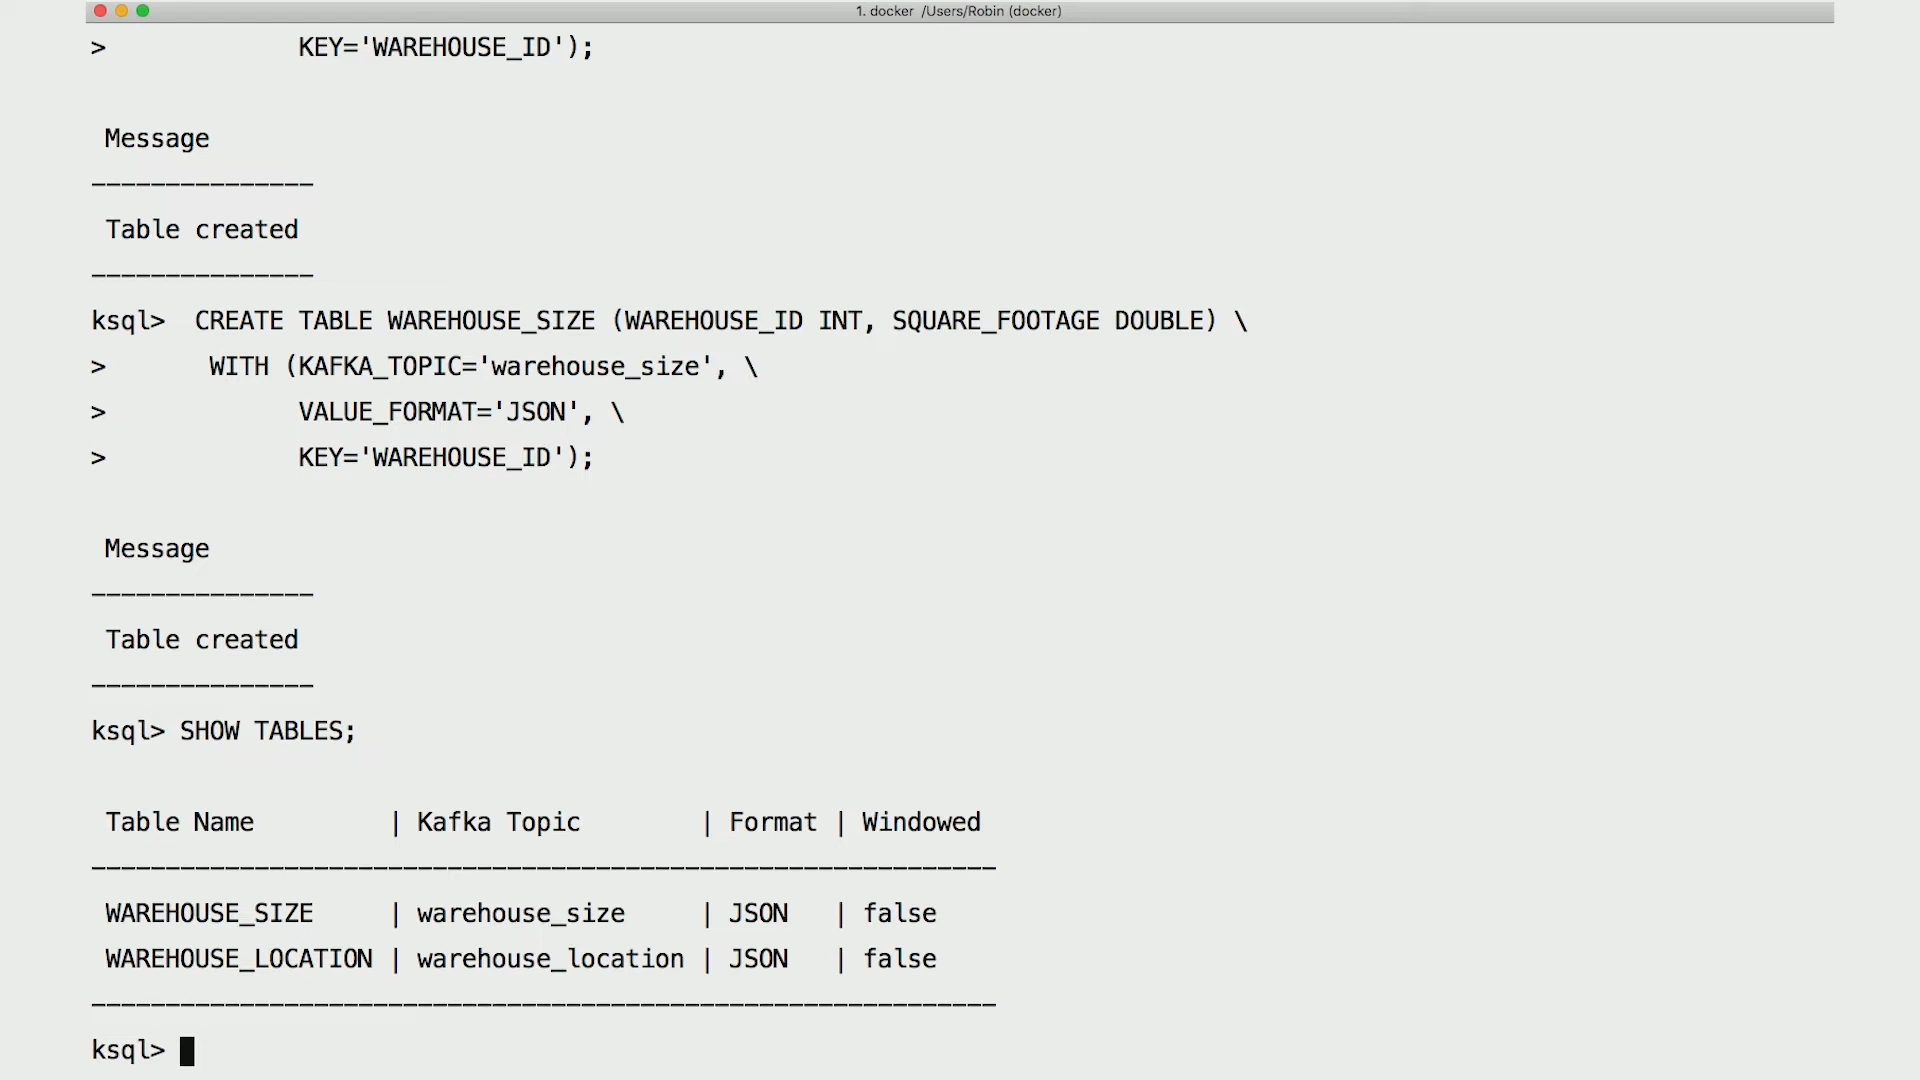 1. docker /Users/Robin (docker)
> KEY='WAREHOUSE_ID');
Message
---------------
Table created
---------------
ksql>  CREATE TABLE WAREHOUSE_SIZE (WAREHOUSE_ID INT, SQUARE_FOOTAGE DOUBLE) \
>       WITH (KAFKA_TOPIC='warehouse_size', \
>             VALUE_FORMAT='JSON', \
>             KEY='WAREHOUSE_ID');
Message
---------------
Table created
---------------
ksql> SHOW TABLES;
Table Name         | Kafka Topic        | Format | Windowed
-------------------------------------------------------------
WAREHOUSE_SIZE     | warehouse_size     | JSON   | false
WAREHOUSE_LOCATION | warehouse_location | JSON   | false
-------------------------------------------------------------
ksql>